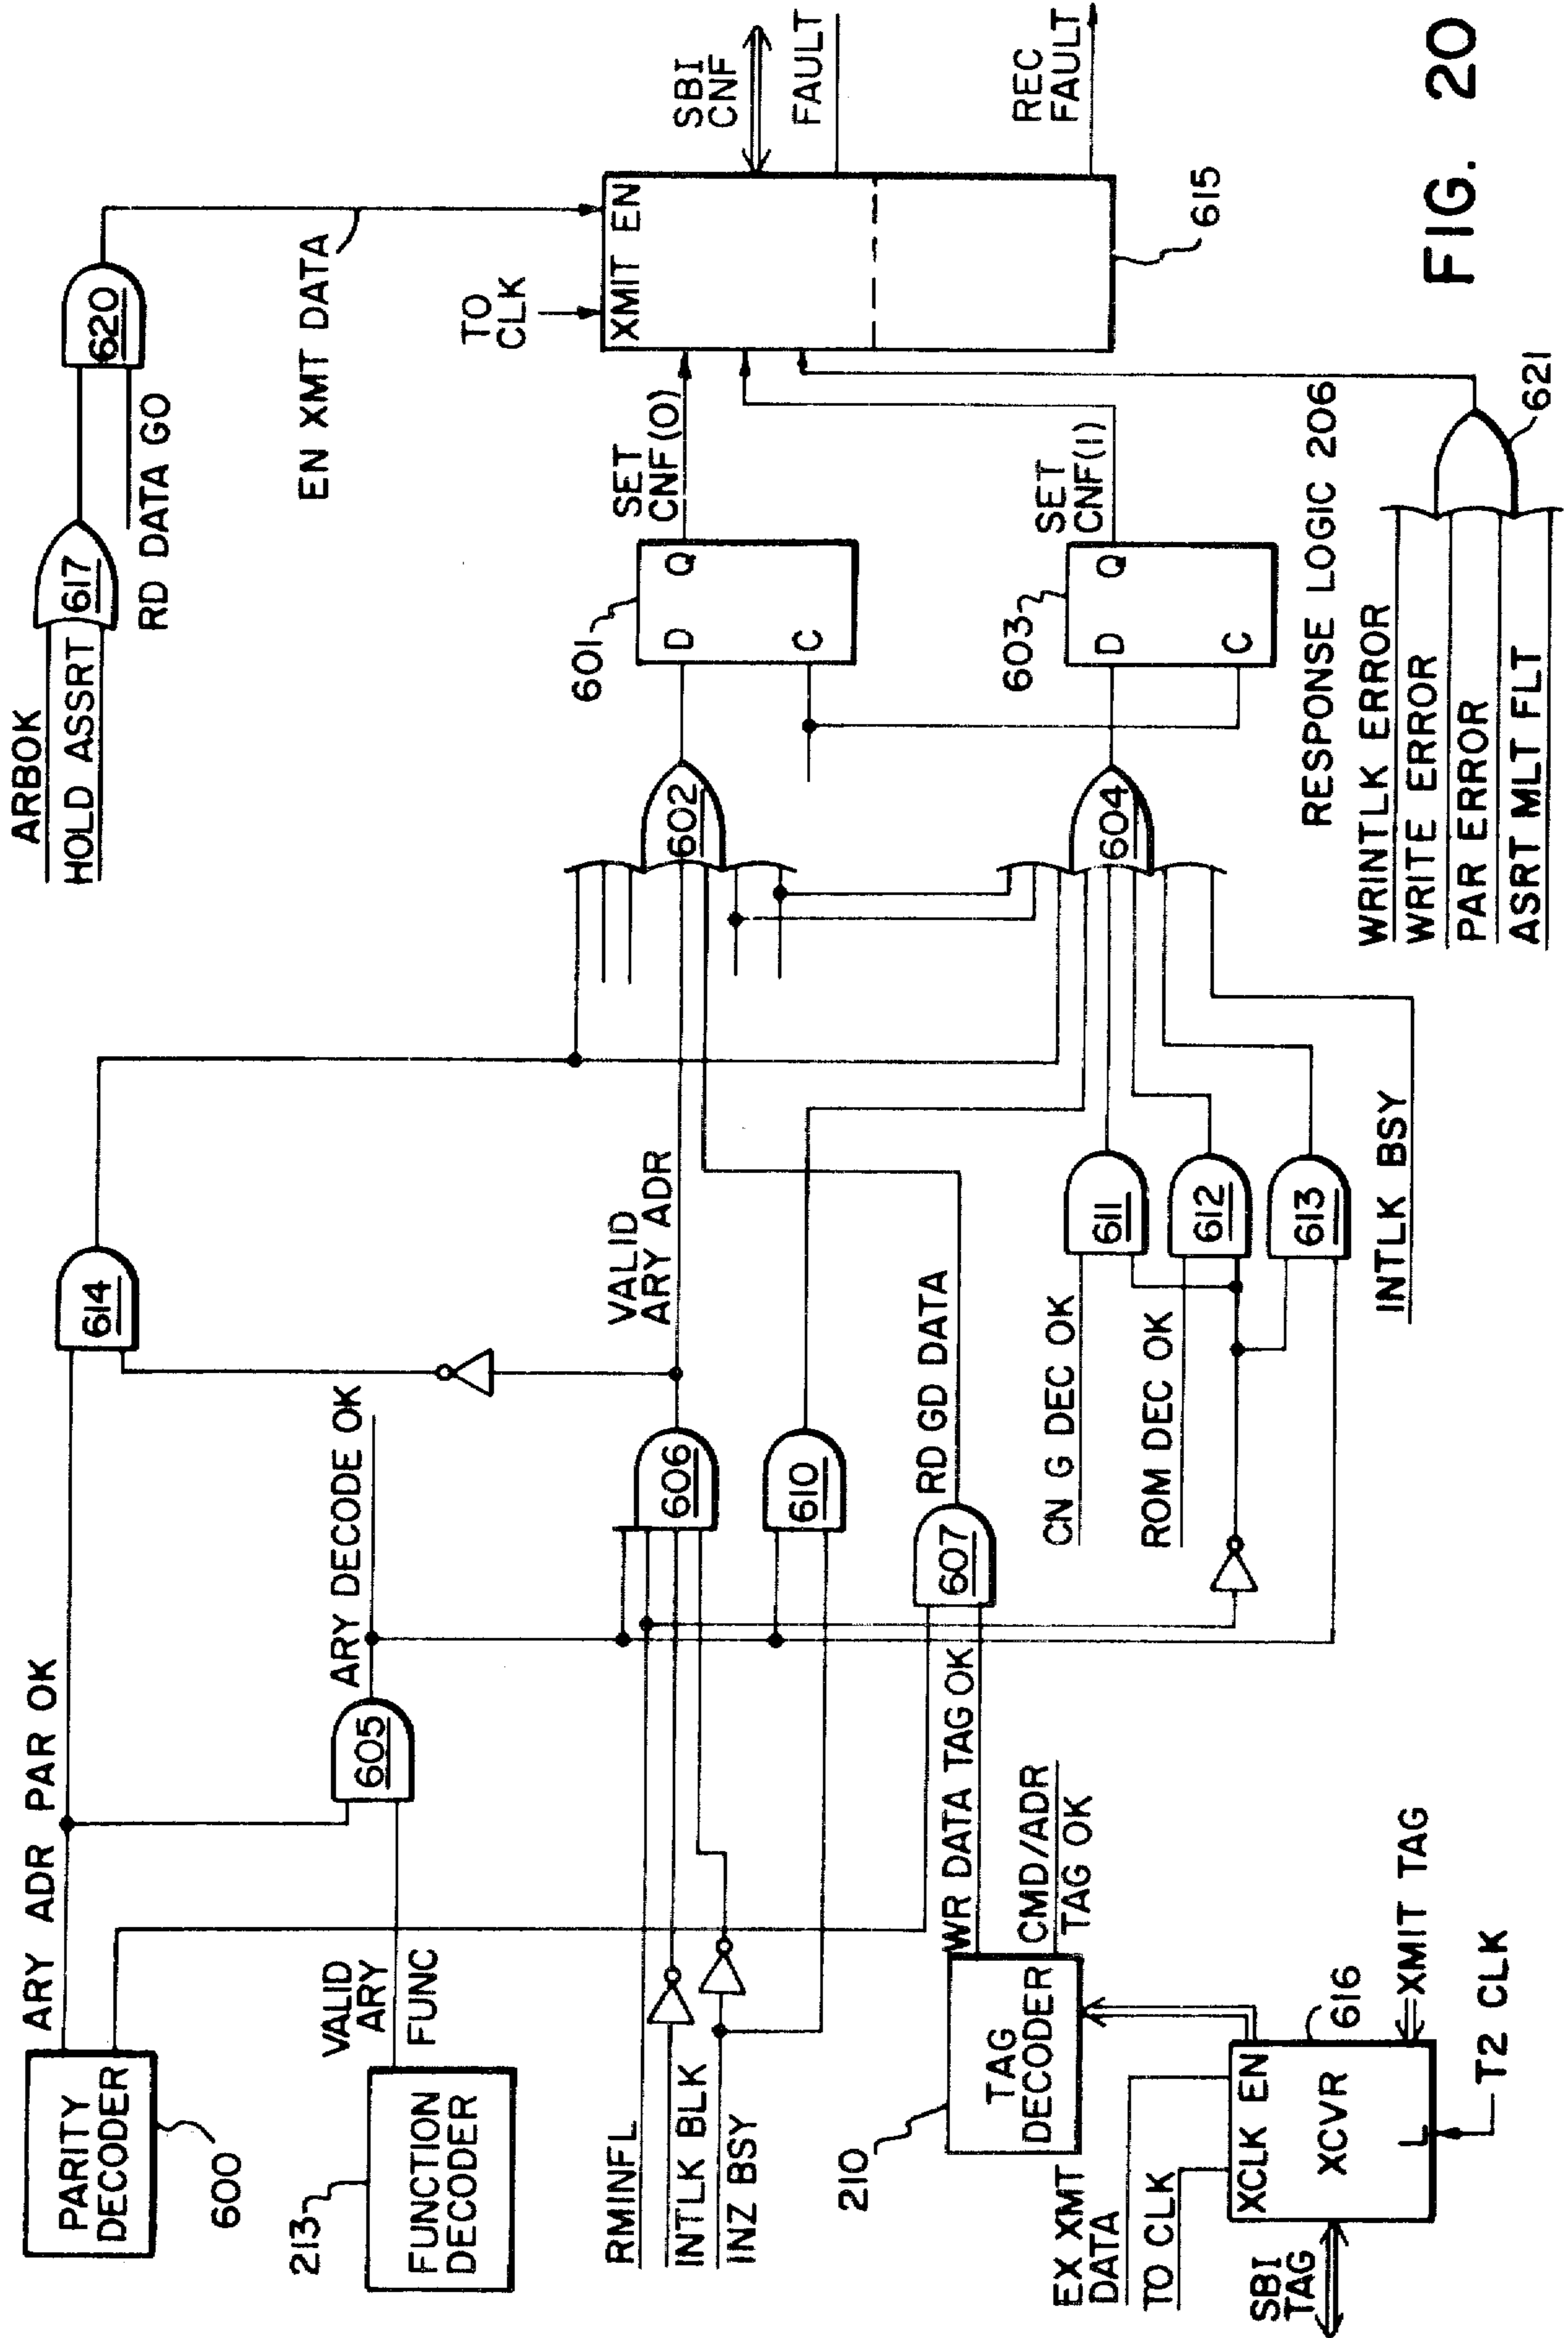 ARBOK
HOLD ASSRT
617
RD DATA GO
620
EN XMT DATA
TO
CLK
XMIT EN
SBI
CNF
FAULT
REC
FAULT
615
SET
CNF(0)
SET
CNF(1)
601
D
Q
C
603
D
Q
C
602
604
RESPONSE LOGIC 206
WRINTLK ERROR
WRITE ERROR
PAR ERROR
ASRT MLT FLT
621
PARITY
DECODER
600
ARY ADR PAR OK
614
213
FUNCTION
DECODER
VALID
ARY
FUNC
605
ARY DECODE OK
RMINFL
INTLK BLK
INZ BSY
606
VALID
ARY ADR
610
607
RD GD DATA
210
TAG
DECODER
WR DATA TAG OK
CMD/ADR
TAG OK
CN G DEC OK
ROM DEC OK
611
612
613
INTLK BSY
EX XMT
DATA
TO CLK
SBI
TAG
XCLK EN
XCVR
L
616
XMIT TAG
T2 CLK
FIG. 20